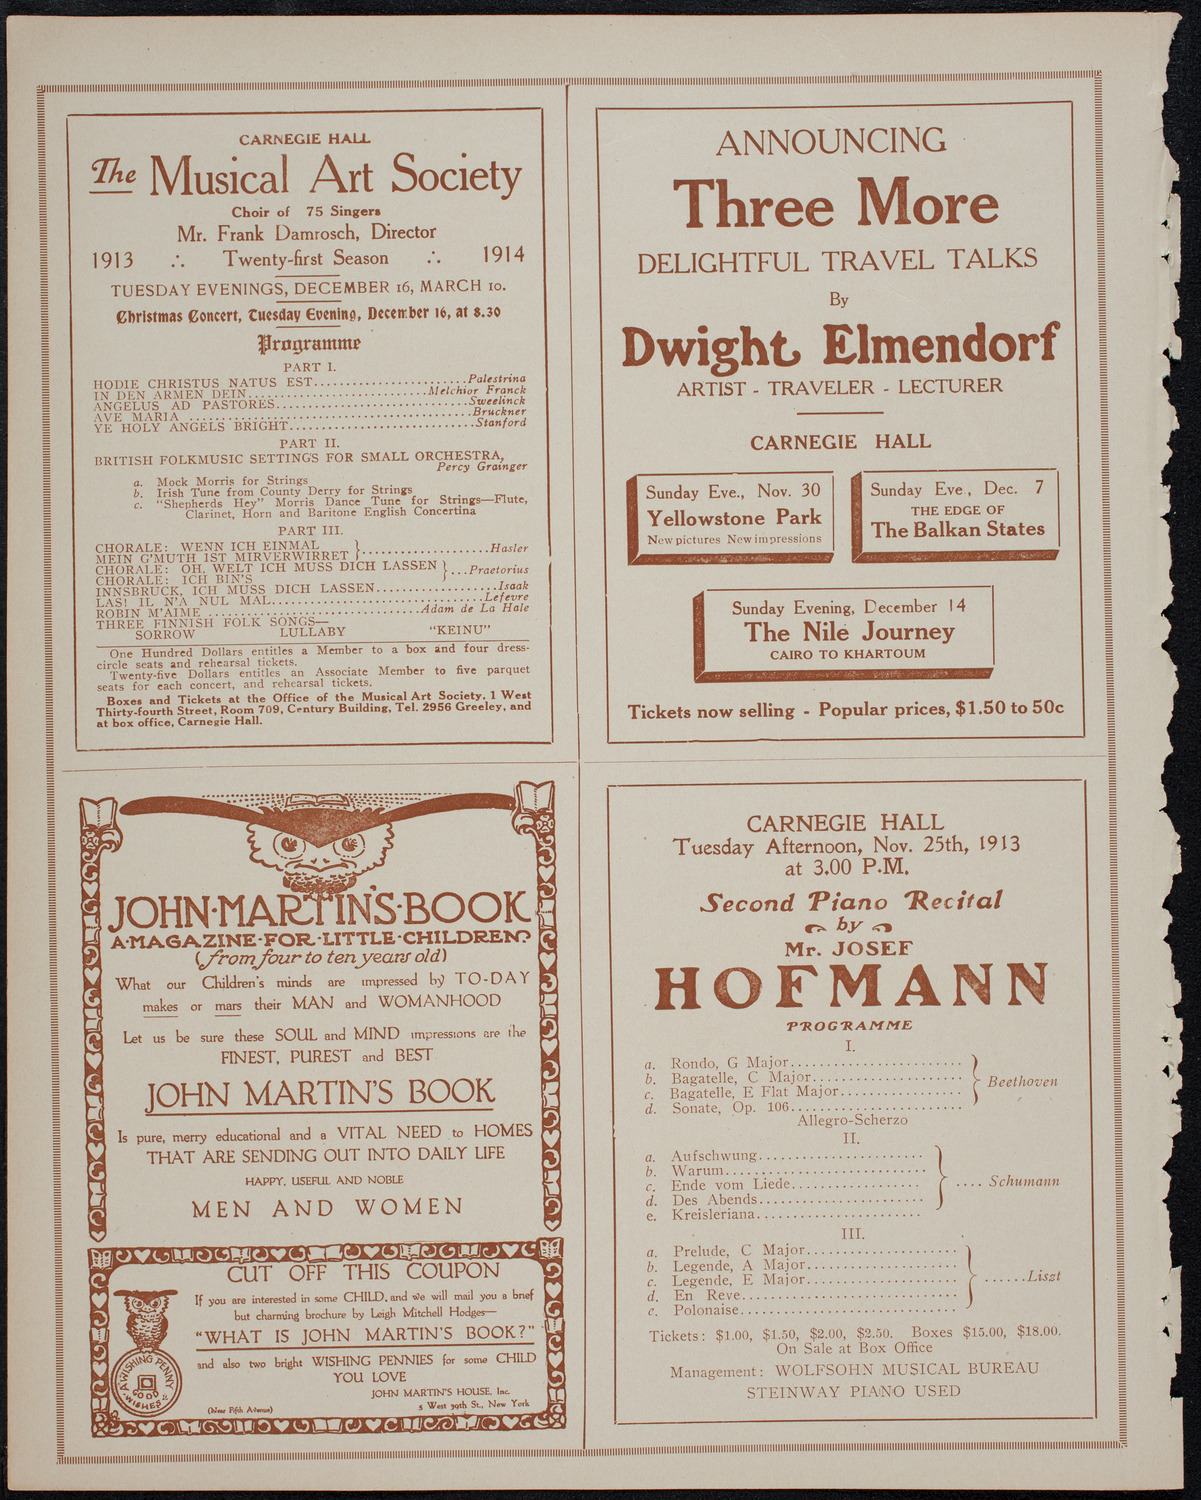 CARNEGIE HALL
The Musical Art Society
Choir of 75 Singers
Mr. Frank Damrosch, Director
1913 ∴ Twenty-first Season ∴ 1914
TUESDAY EVENINGS, DECEMBER 16, MARCH 10.
Christmas Concert, Tuesday Evening, December 16, at 8.30
Programme
PART I.
HODIE CHRISTUS NATUS EST.......................Palestrina
IN DEN ARMEN DEIN..........................Melchior Franck
ANGELUS AD PASTORES............................Sweelinck
AVE MARIA .........................................Bruckner
YE HOLY ANGELS BRIGHT...........................Stanford
PART II.
BRITISH FOLKMUSIC SETTINGS FOR SMALL ORCHESTRA,
Percy Grainger
a. Mock Morris for Strings
b. Irish Tune from County Derry for Strings
c. "Shepherds Hey" Morris Dance Tune for Strings—Flute,
Clarinet, Horn and Baritone English Concertina
PART III.
CHORALE: WENN ICH EINMAL
MEIN G'MUTH IST MIRVERWIRRET }...................Hasler
CHORALE: OH, WELT ICH MUSS DICH LASSEN
CHORALE: ICH BIN'S }...Praetorius
INNSBRUCK, ICH MUSS DICH LASSEN..................Isaak
LAS! IL N'A NUL MAL...............................Lefevre
ROBIN M'AIME ...............................Adam de La Hale
THREE FINNISH FOLK SONGS—
SORROW LULLABY "KEINU"
One Hundred Dollars entitles a Member to a box and four dress-
circle seats and rehearsal tickets.
Twenty-five Dollars entitles an Associate Member to five parquet
seats for each concert, and rehearsal tickets.
Boxes and Tickets at the Office of the Musical Art Society, 1 West
Thirty-fourth Street, Room 709, Century Building, Tel. 2956 Greeley, and
at box office, Carnegie Hall.
ANNOUNCING
Three More
DELIGHTFUL TRAVEL TALKS
By
Dwight Elmendorf
ARTIST - TRAVELER - LECTURER
CARNEGIE HALL
Sunday Eve., Nov. 30
Yellowstone Park
New pictures New impressions
Sunday Eve., Dec. 7
THE EDGE OF
The Balkan States
Sunday Evening, December 14
The Nile Journey
CAIRO TO KHARTOUM
Tickets now selling - Popular prices, $1.50 to 50c
JOHN·MARTIN'S·BOOK
A·MAGAZINE·FOR·LITTLE·CHILDREN?
(from four to ten years old)
What our Children's minds are impressed by TO-DAY
makes or mars their MAN and WOMANHOOD
Let us be sure these SOUL and MIND impressions are the
FINEST, PUREST and BEST
JOHN MARTIN'S BOOK
Is pure, merry educational and a VITAL NEED to HOMES
THAT ARE SENDING OUT INTO DAILY LIFE
HAPPY, USEFUL AND NOBLE
MEN AND WOMEN
CUT OFF THIS COUPON
If you are interested in some CHILD, and we will mail you a brief
but charming brochure by Leigh Mitchell Hodges—
"WHAT IS JOHN MARTIN'S BOOK?"
and also two bright WISHING PENNIES for some CHILD
YOU LOVE
JOHN MARTIN'S HOUSE, Inc.
(Near Fifth Avenue) 5 West 39th St., New York
A·WISHING PENNY
GOOD
·WISHES·
CARNEGIE HALL
Tuesday Afternoon, Nov. 25th, 1913
at 3.00 P.M.
Second Piano Recital
by
Mr. JOSEF
HOFMANN
PROGRAMME
I.
a. Rondo, G Major........................
b. Bagatelle, C Major.....................
c. Bagatelle, E Flat Major................. } Beethoven
d. Sonate, Op. 106........................
Allegro-Scherzo
II.
a. Aufschwung.......................
b. Warum............................
c. Ende vom Liede.................. } .... Schumann
d. Des Abends.......................
e. Kreisleriana.......................
III.
a. Prelude, C Major.....................
b. Legende, A Major.....................
c. Legende, E Major..................... } ......Liszt
d. En Reve..............................
e. Polonaise..............................
Tickets: $1.00, $1.50, $2.00, $2.50. Boxes $15.00, $18.00.
On Sale at Box Office
Management: WOLFSOHN MUSICAL BUREAU
STEINWAY PIANO USED